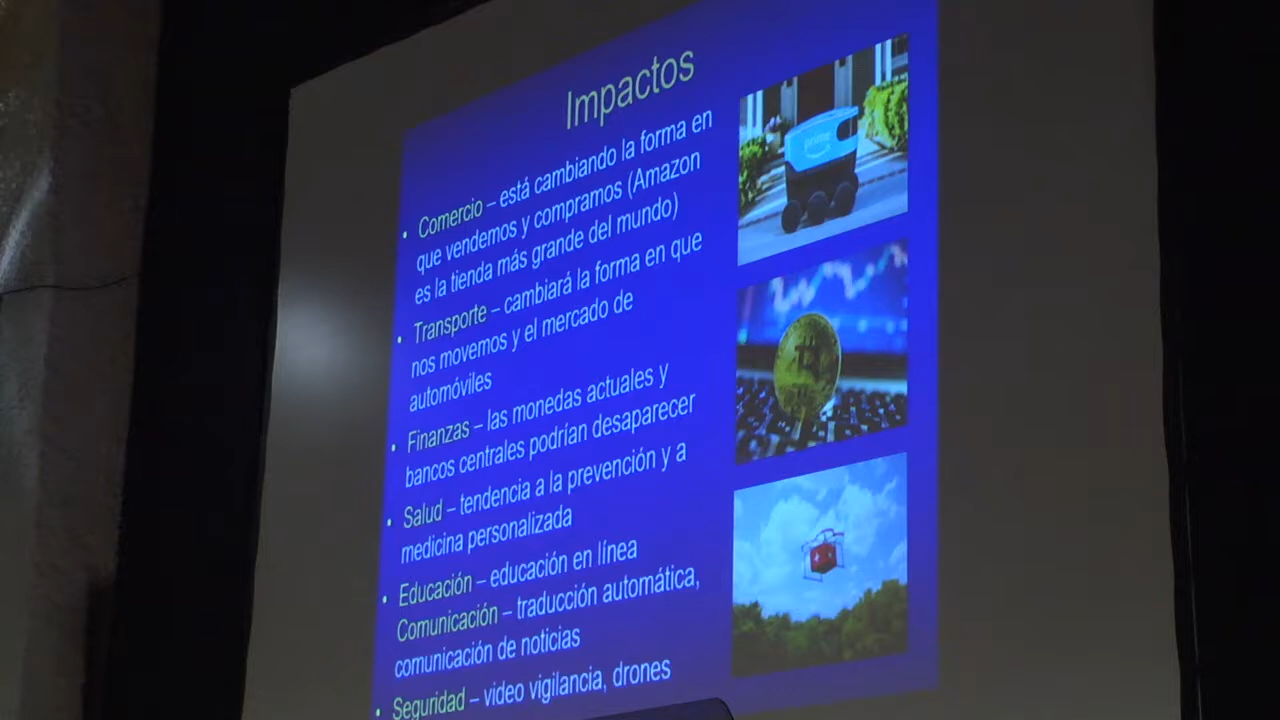 Impactos
• Comercio – está cambiando la forma en
que vendemos y compramos (Amazon
es la tienda más grande del mundo)
• Transporte – cambiará la forma en que
nos movemos y el mercado de
automóviles
• Finanzas – las monedas actuales y
bancos centrales podrían desaparecer
• Salud – tendencia a la prevención y a
medicina personalizada
• Educación – educación en línea
Comunicación – traducción automática,
comunicación de noticias
• Seguridad – video vigilancia, drones
prime